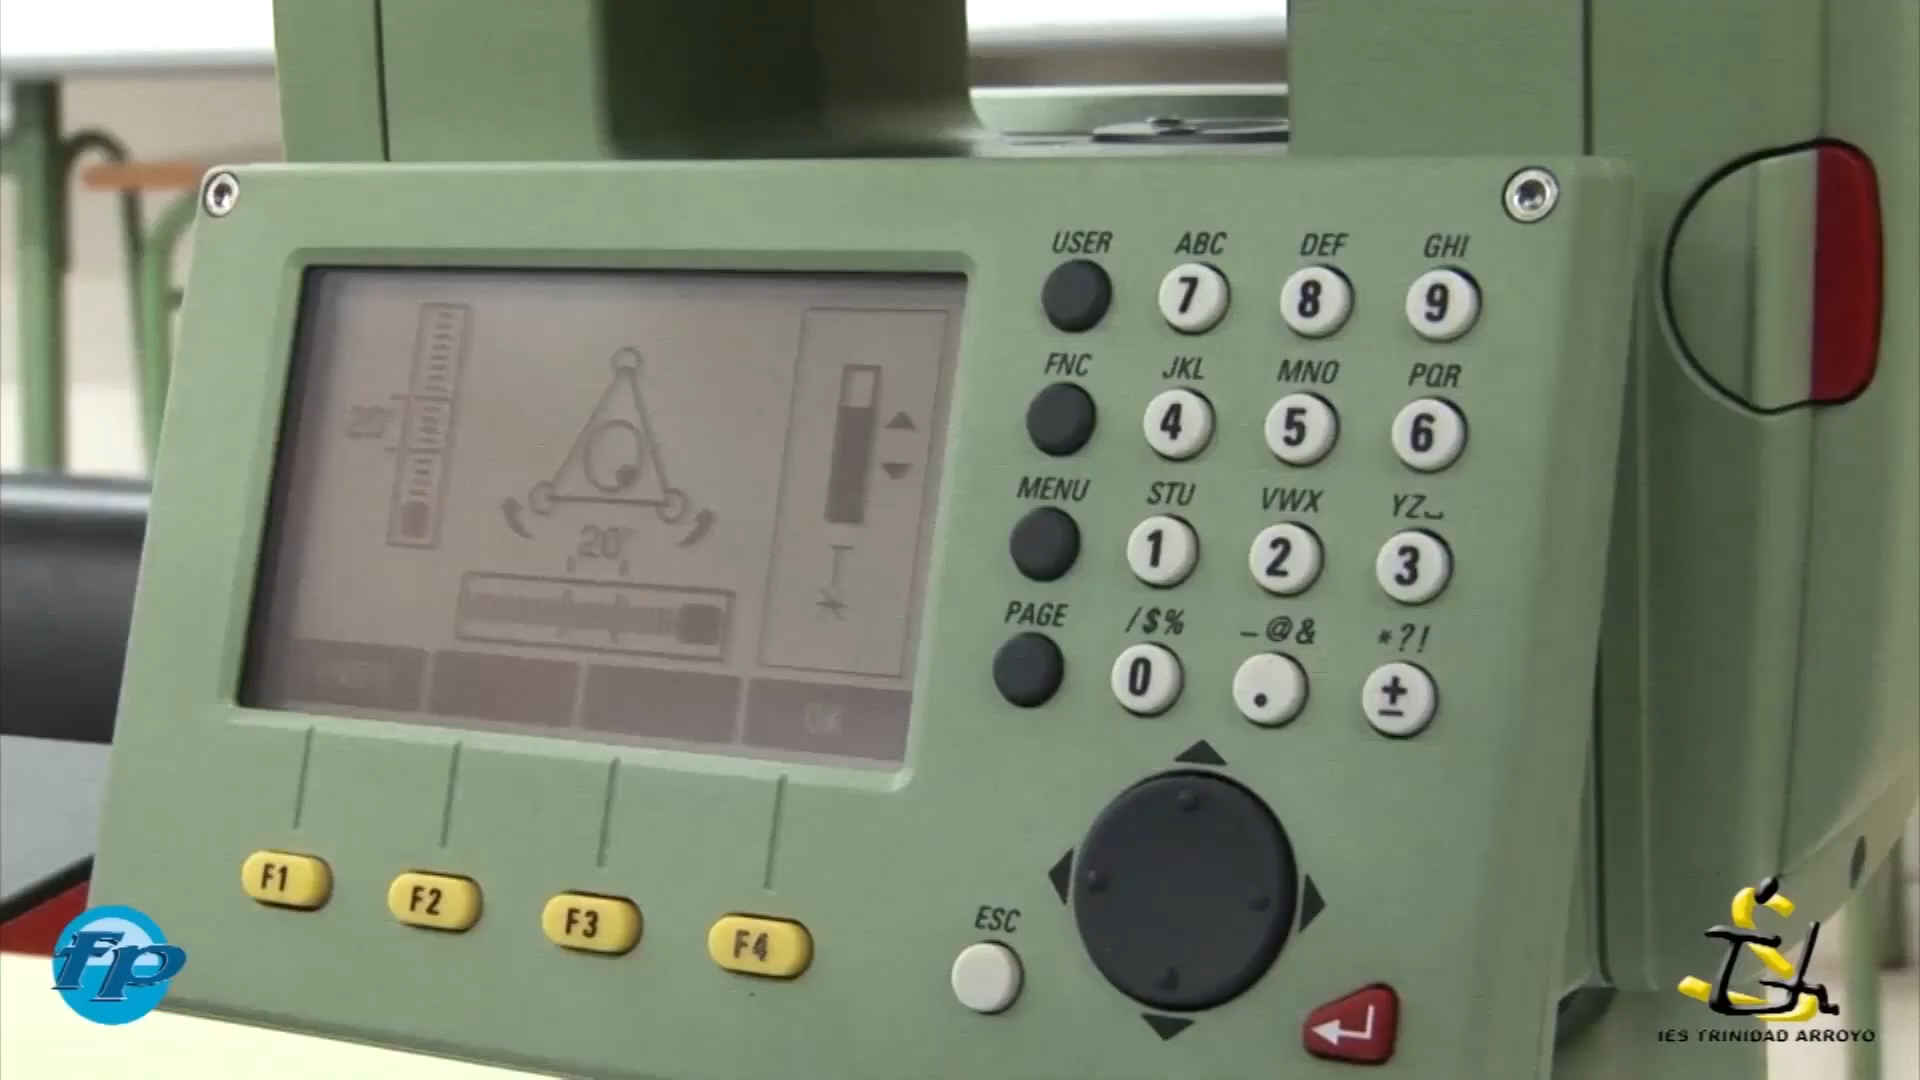 USER ABC DEF GHI
7 8 9
FNC JKL MNO PQR
4 5 6
MENU STU VWX YZ⎵
1 2 3
PAGE /$% _@& *?!
0 . ±
20"
OK
F1 F2 F3 F4
ESC
fp
IES TRINIDAD ARROYO